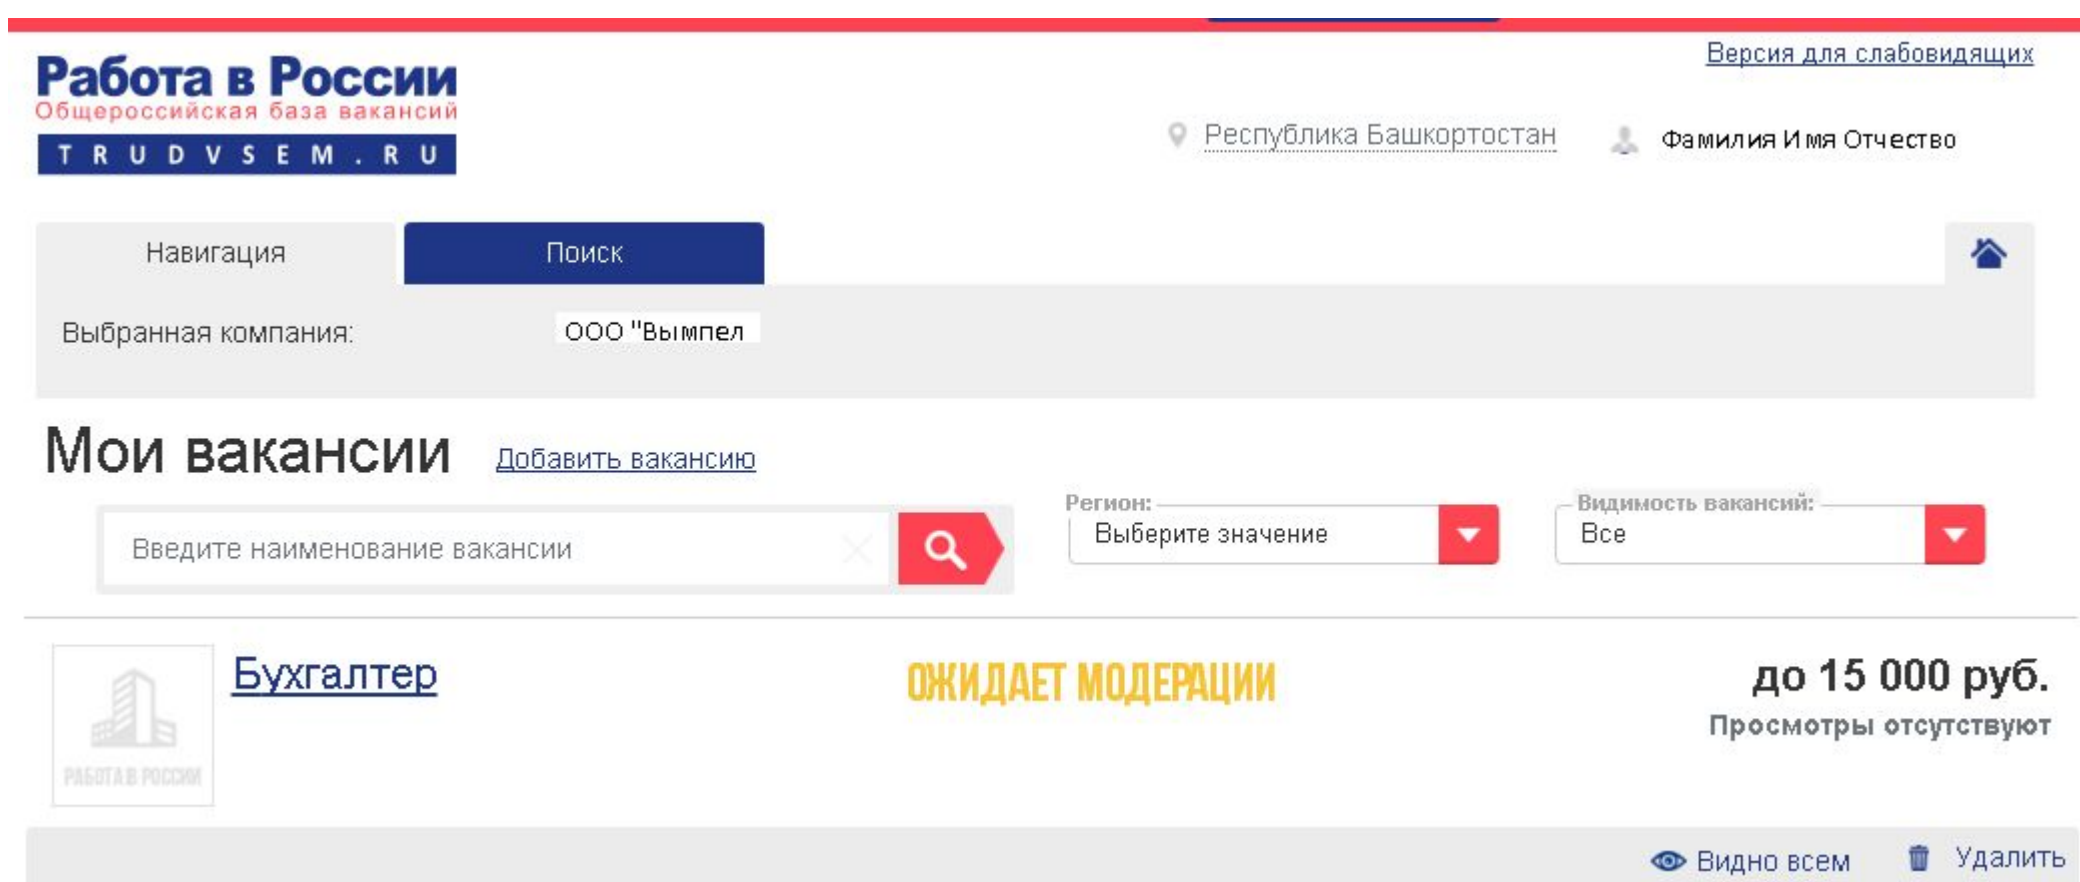 Версия для слабовидящих
Работа в России
Общероссийская база вакансий
TRUDVSEM.RU
Республика Башкортостан
Фамилия Имя Отчество
Навигация
Поиск
Выбранная компания:
ООО "Вымпел
Мои вакансии
Добавить вакансию
Введите наименование вакансии
Регион:
Выберите значение
Видимость вакансий:
Все
Бухгалтер
ОЖИДАЕТ МОДЕРАЦИИ
до 15 000 руб.
Просмотры отсутствуют
РАБОТА В РОССИИ
Видно всем
Удалить